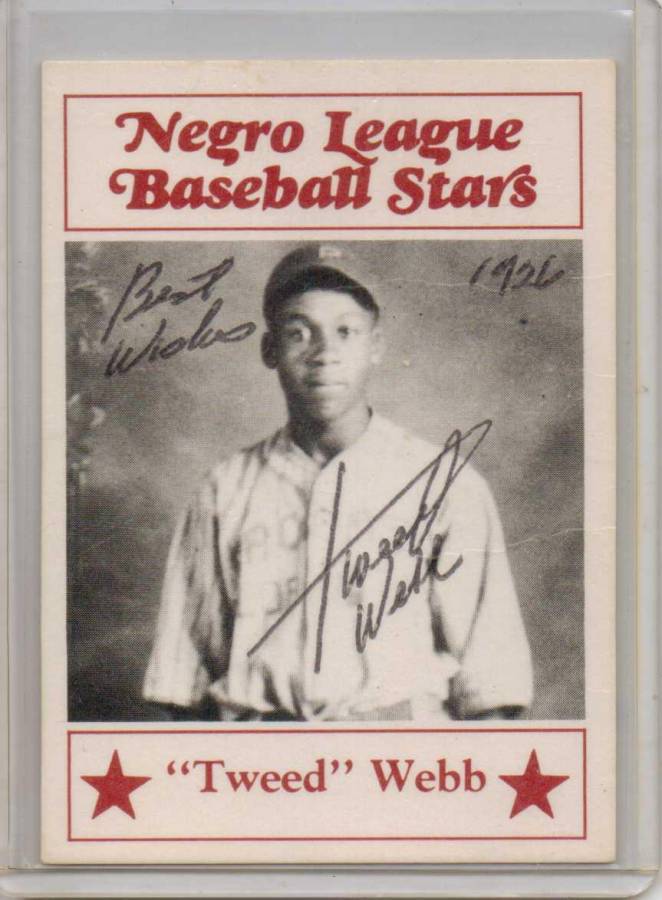 Negro League
Baseball Stars
Best
Wishes
1926
Tweed
Webb
"Tweed" Webb